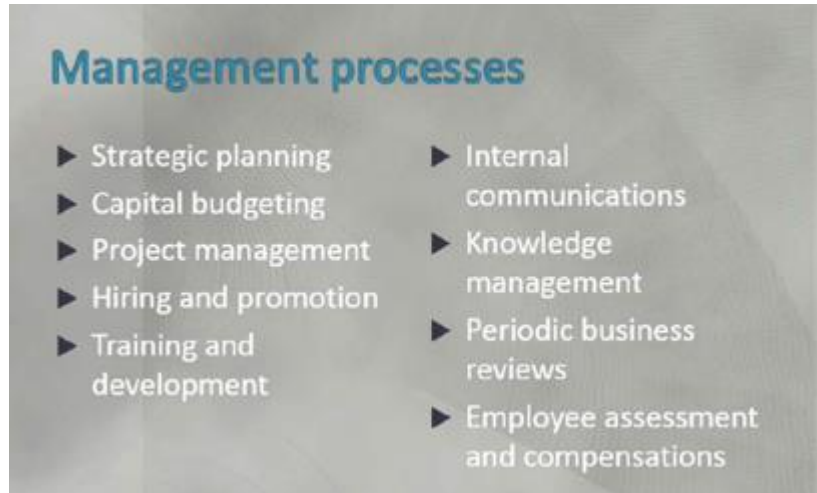 Management processes
Strategic planning
Capital budgeting
Project management
Hiring and promotion
Training and
development
Internal
communications
Knowledge
management
Periodic business
reviews
Employee assessment
and compensations